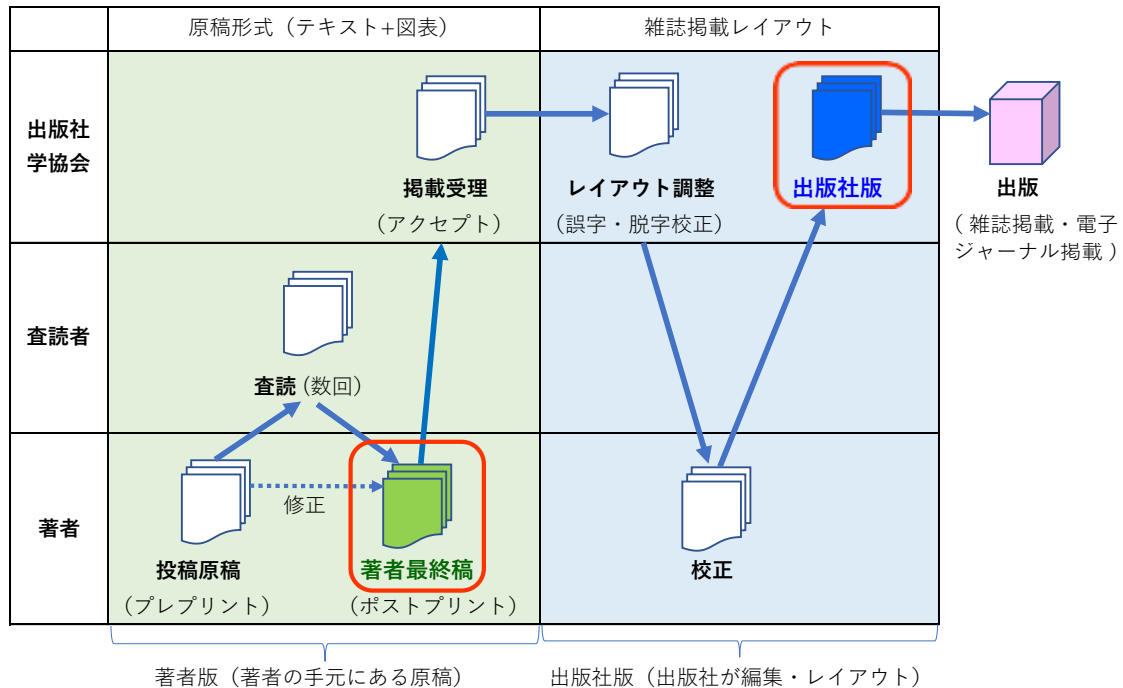 原稿形式（テキスト+図表）
雑誌掲載レイアウト
出版社
学協会
掲載受理
（アクセプト）
レイアウト調整
（誤字・脱字校正）
出版社版
出版
（ 雑誌掲載・電子
ジャーナル掲載 ）
査読者
査読 (数回)
著者
修正
投稿原稿
（プレプリント）
著者最終稿
（ポストプリント）
校正
著者版（著者の手元にある原稿）
出版社版（出版社が編集・レイアウト）